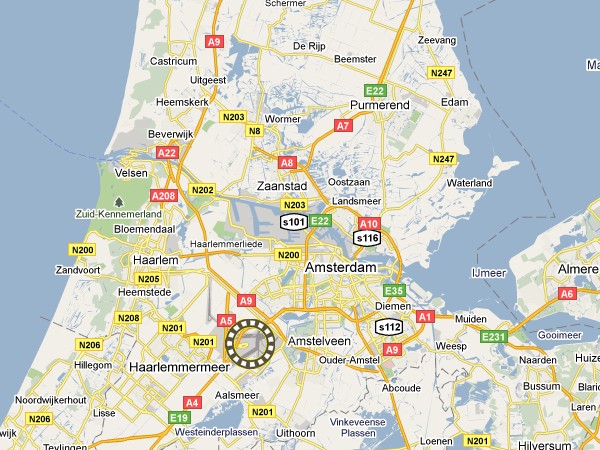 Zeevang
A9
De Rijp
Beemster
Castricum
Ma
Uitgeest
N247
E22
Heemskerk
Purmerend
Edam
N203
Wormer
A7
N8
Beverwijk
A22
A8
N247
Velsen
Oostzaan
Zaanstad
Waterland
A208
N202
Landsmeer
N203
Zuid-Kennemerland
s101
E22
A10
Bloemendaal
s116
Haarlemmerliede
N200
N200
Haarlem
Amsterdam
Zandvoort
IJmeer
Almere
N205
Heemstede
E35
A6
A9
Diemen
N208
A5
A1
Muiden
N201
s112
Gooimeer
E231
N206
N201
Amstelveen
Weesp
A9
Ouder-Amstel
Naarden
Huize
Hillegom
Haarlemmermeer
Abcoude
Bussum
Noordwijkerhout
Aalsmeer
A4
Lisse
N201
Laren
N206
E19
Vinkeveense
Plassen
wijk
Westeinderplassen
Uithoorn
Eem
Teylingen
Loenen
N201
Hilversum